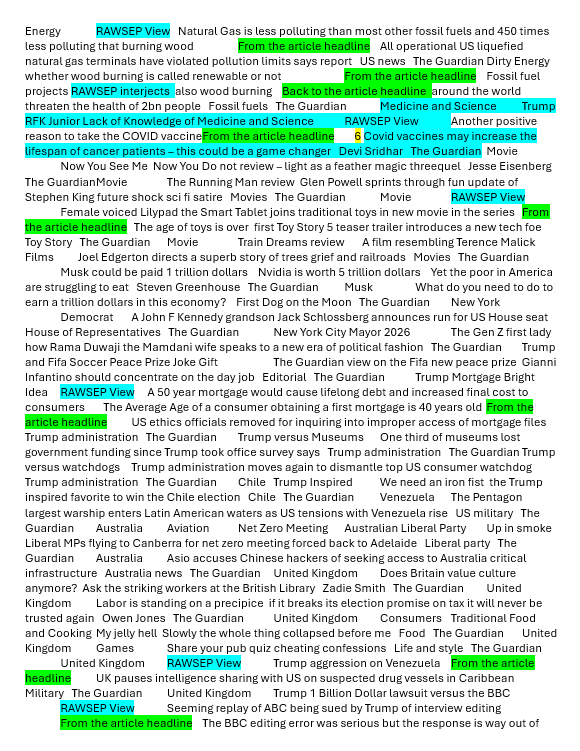 Energy RAWSEP View Natural Gas is less polluting than most other fossil fuels and 450 times
less polluting that burning wood From the article headline All operational US liquefied
natural gas terminals have violated pollution limits says report US news The Guardian Dirty Energy
whether wood burning is called renewable or not From the article headline Fossil fuel
projects RAWSEP interjects also wood burning Back to the article headline around the world
threaten the health of 2bn people Fossil fuels The Guardian Medicine and Science Trump
RFK Junior Lack of Knowledge of Medicine and Science RAWSEP View Another positive
reason to take the COVID vaccine From the article headline 6 Covid vaccines may increase the
lifespan of cancer patients – this could be a game changer Devi Sridhar The Guardian Movie
Now You See Me Now You Do not review – light as a feather magic threequel Jesse Eisenberg
The GuardianMovie The Running Man review Glen Powell sprints through fun update of
Stephen King future shock sci fi satire Movies The Guardian Movie RAWSEP View
Female voiced Lilypad the Smart Tablet joins traditional toys in new movie in the series From
the article headline The age of toys is over first Toy Story 5 teaser trailer introduces a new tech foe
Toy Story The Guardian Movie Train Dreams review A film resembling Terence Malick
Films Joel Edgerton directs a superb story of trees grief and railroads Movies The Guardian
Musk could be paid 1 trillion dollars Nvidia is worth 5 trillion dollars Yet the poor in America
are struggling to eat Steven Greenhouse The Guardian Musk What do you need to do to
earn a trillion dollars in this economy? First Dog on the Moon The Guardian New York
Democrat A John F Kennedy grandson Jack Schlossberg announces run for US House seat
House of Representatives The Guardian New York City Mayor 2026 The Gen Z first lady
how Rama Duwaji the Mamdani wife speaks to a new era of political fashion The Guardian Trump
and Fifa Soccer Peace Prize Joke Gift The Guardian view on the Fifa new peace prize Gianni
Infantino should concentrate on the day job Editorial The Guardian Trump Mortgage Bright
Idea RAWSEP View A 50 year mortgage would cause lifelong debt and increased final cost to
consumers The Average Age of a consumer obtaining a first mortgage is 40 years old From the
article headline US ethics officials removed for inquiring into improper access of mortgage files
Trump administration The Guardian Trump versus Museums One third of museums lost
government funding since Trump took office survey says Trump administration The Guardian Trump
versus watchdogs Trump administration moves again to dismantle top US consumer watchdog
Trump administration The Guardian Chile Trump Inspired We need an iron fist the Trump
inspired favorite to win the Chile election Chile The Guardian Venezuela The Pentagon
largest warship enters Latin American waters as US tensions with Venezuela rise US military The
Guardian Australia Aviation Net Zero Meeting Australian Liberal Party Up in smoke
Liberal MPs flying to Canberra for net zero meeting forced back to Adelaide Liberal party The
Guardian Australia Asio accuses Chinese hackers of seeking access to Australia critical
infrastructure Australia news The Guardian United Kingdom Does Britain value culture
anymore? Ask the striking workers at the British Library Zadie Smith The Guardian United
Kingdom Labor is standing on a precipice if it breaks its election promise on tax it will never be
trusted again Owen Jones The Guardian United Kingdom Consumers Traditional Food
and Cooking My jelly hell Slowly the whole thing collapsed before me Food The Guardian United
Kingdom Games Share your pub quiz cheating confessions Life and style The Guardian
United Kingdom RAWSEP View Trump aggression on Venezuela From the article
headline UK pauses intelligence sharing with US on suspected drug vessels in Caribbean
Military The Guardian United Kingdom Trump 1 Billion Dollar lawsuit versus the BBC
RAWSEP View Seeming replay of ABC being sued by Trump of interview editing
From the article headline The BBC editing error was serious but the response is way out of